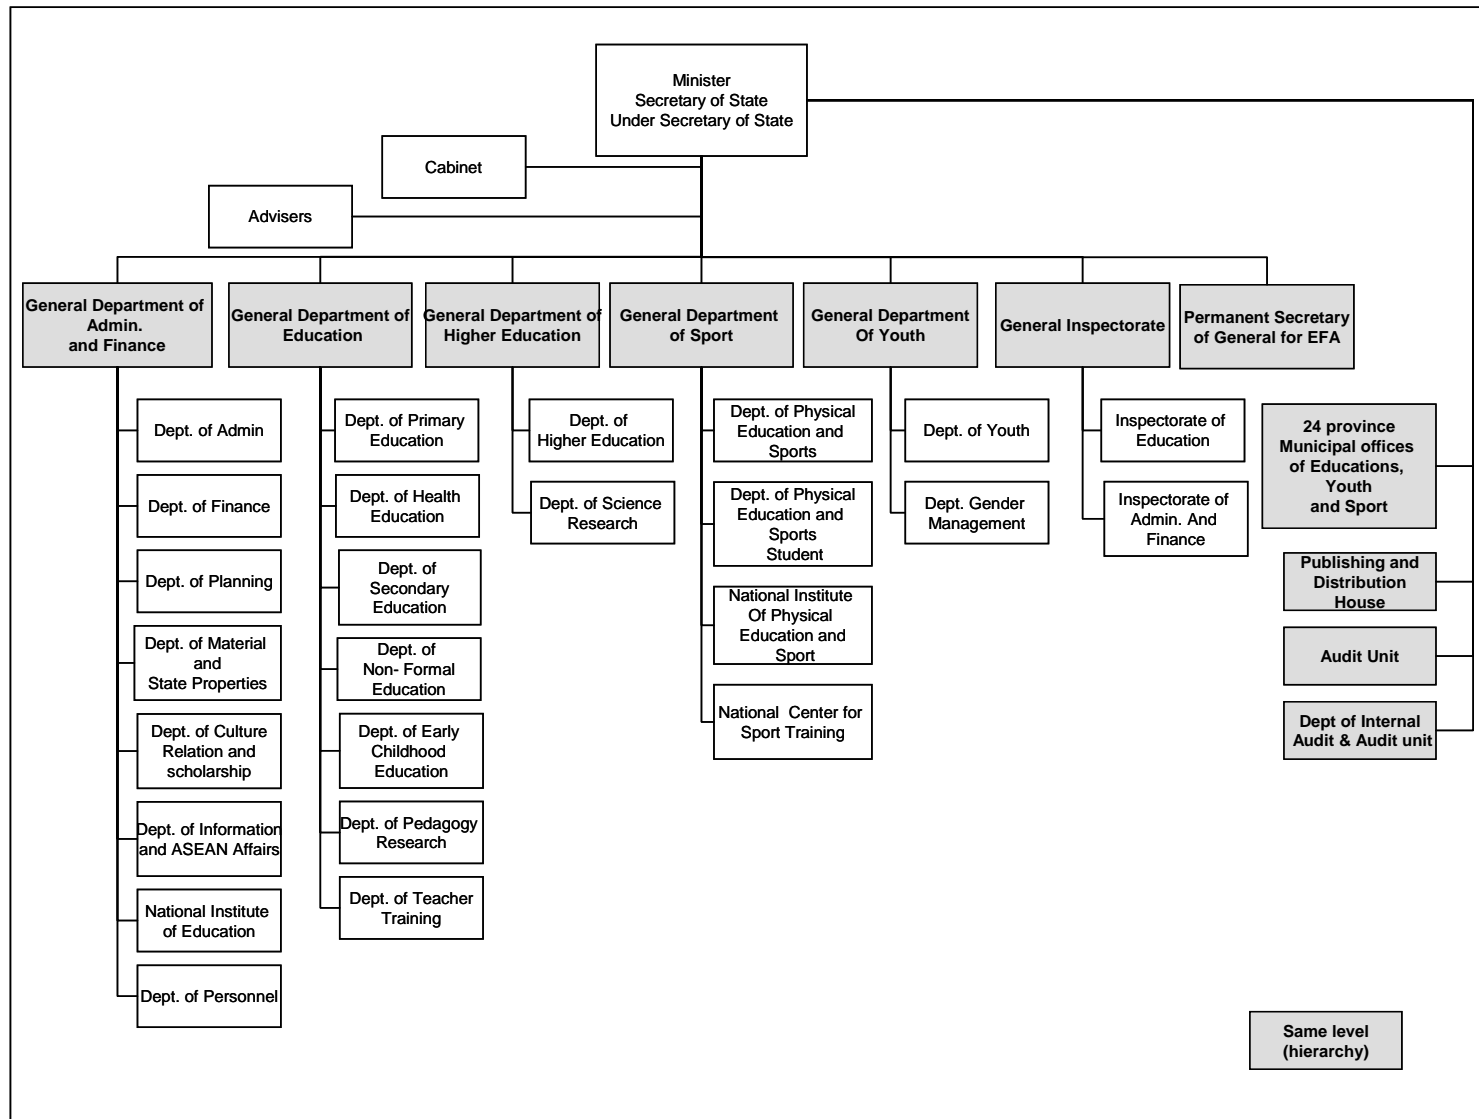 Minister
Secretary of State
Under Secretary of State
Cabinet
Advisers
General Department of
Admin.
and Finance
General Department of
Education
General Department of
Higher Education
General Department
of Sport
General Department
Of Youth
General Inspectorate
Permanent Secretary
of General for EFA
Dept. of Admin
Dept. of Finance
Dept. of Planning
Dept. of Material
and
State Properties
Dept. of Culture
Relation and
scholarship
Dept. of Information
and ASEAN Affairs
National Institute
of Education
Dept. of Personnel
Dept. of Primary
Education
Dept. of Health
Education
Dept. of
Secondary
Education
Dept. of
Non- Formal
Education
Dept. of Early
Childhood
Education
Dept. of Pedagogy
Research
Dept. of Teacher
Training
Dept. of
Higher Education
Dept. of Science
Research
Dept. of Physical
Education and
Sports
Dept. of Physical
Education and
Sports
Student
National Institute
Of Physical
Education and
Sport
National Center for
Sport Training
Dept. of Youth
Dept. Gender
Management
Inspectorate of
Education
Inspectorate of
Admin. And
Finance
24 province
Municipal offices
of Educations,
Youth
and Sport
Publishing and
Distribution
House
Audit Unit
Dept of Internal
Audit & Audit unit
Same level
(hierarchy)